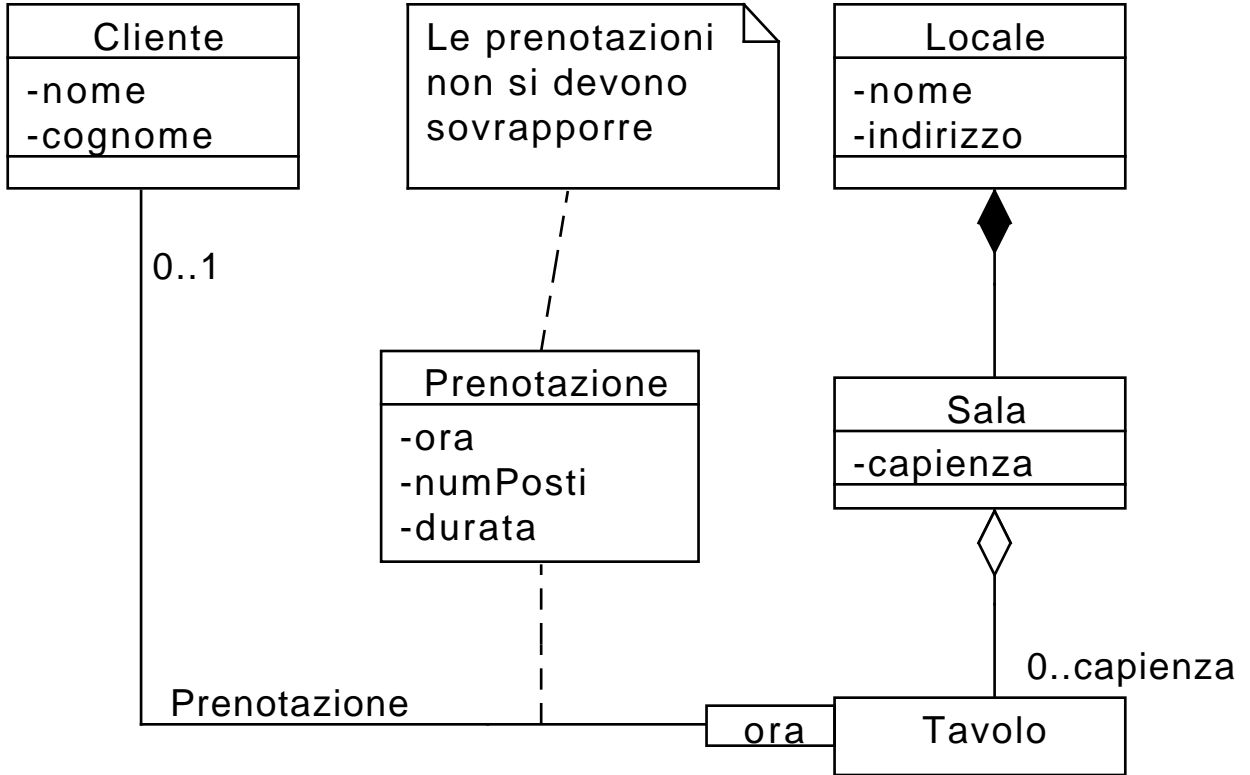 Cliente
-nome
-cognome
Le prenotazioni
non si devono
sovrapporre
Locale
-nome
-indirizzo
0..1
Prenotazione
-ora
-numPosti
-durata
Sala
-capienza
0..capienza
Prenotazione
ora
Tavolo